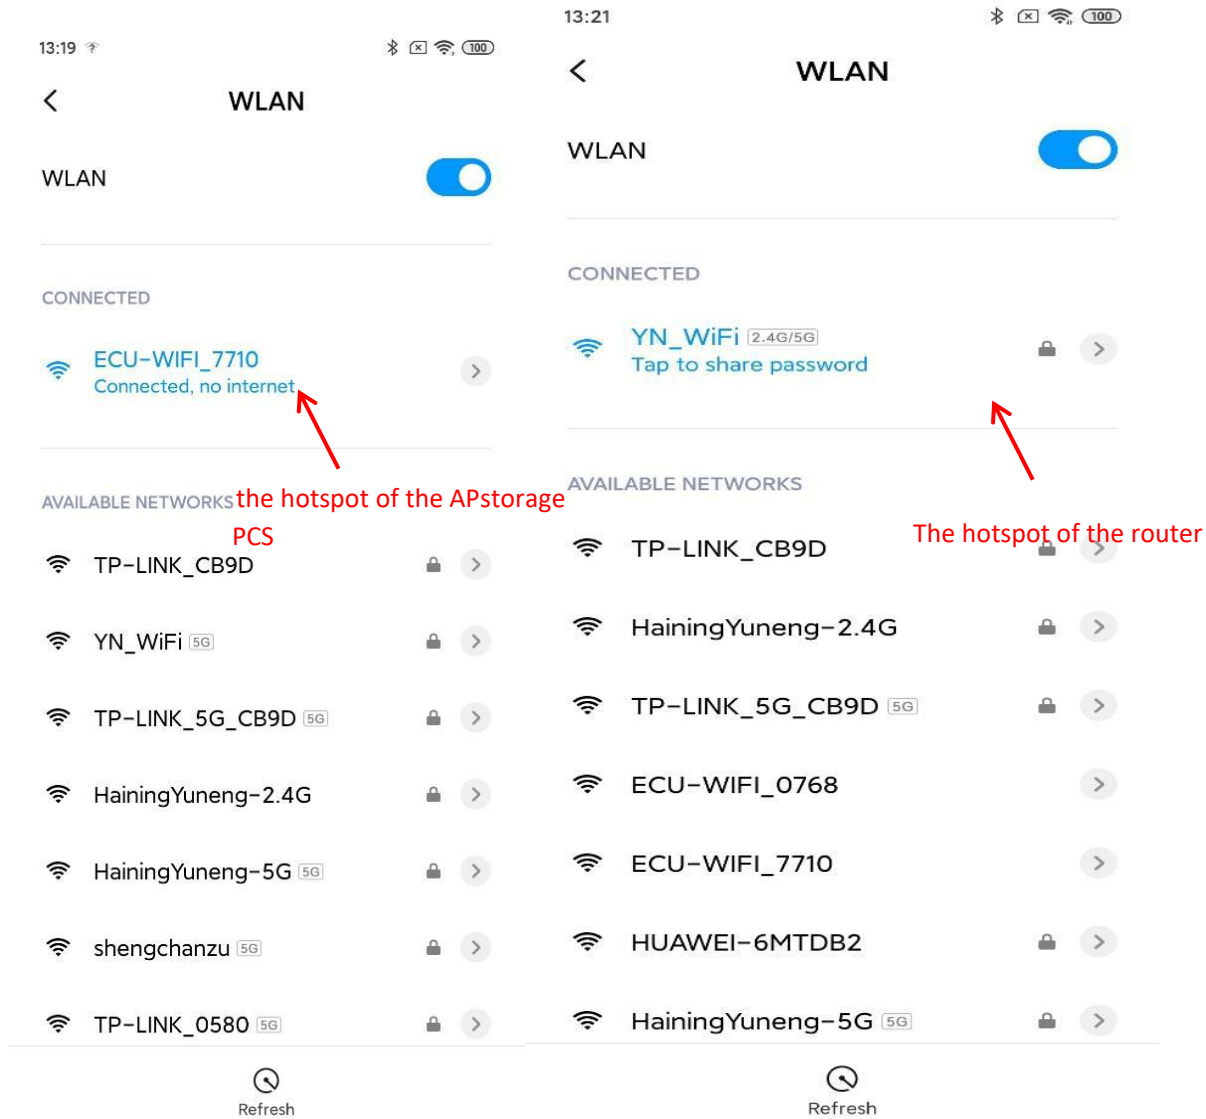 13:19
100
WLAN
WLAN
CONNECTED
ECU-WIFI_7710
Connected, no internet
the hotspot of the APstorage
PCS
AVAILABLE NETWORKS
TP-LINK_CB9D
YN_WiFi 5G
TP-LINK_5G_CB9D 5G
HainingYuneng-2.4G
HainingYuneng-5G 5G
shengchanzu 5G
TP-LINK_0580 5G
Refresh
13:21
100
WLAN
WLAN
CONNECTED
YN_WiFi 2.4G/5G
Tap to share password
The hotspot of the router
AVAILABLE NETWORKS
TP-LINK_CB9D
HainingYuneng-2.4G
TP-LINK_5G_CB9D 5G
ECU-WIFI_0768
ECU-WIFI_7710
HUAWEI-6MTDB2
HainingYuneng-5G 5G
Refresh